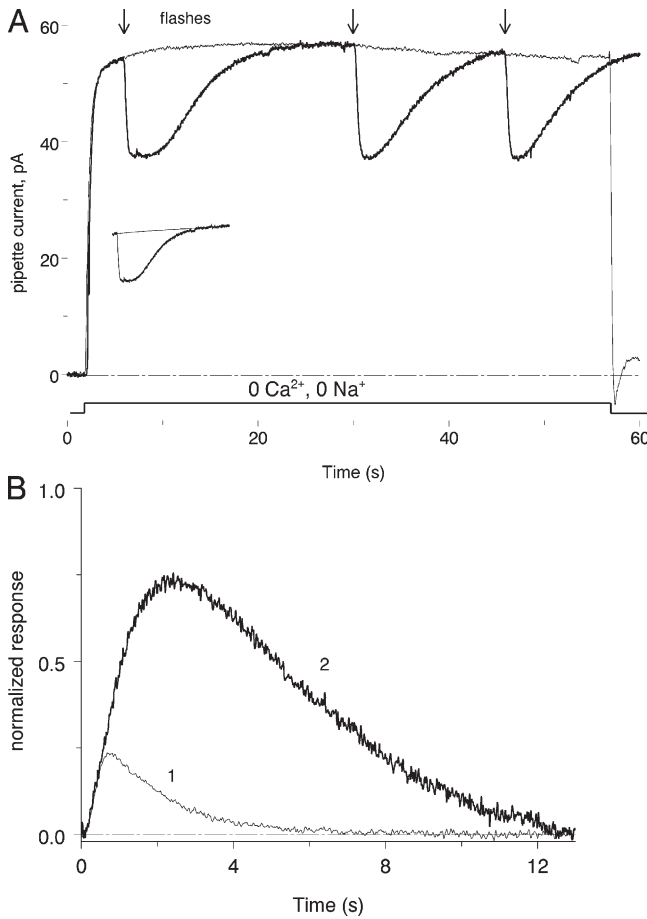 A
flashes
60
40
20
0
pipette current, pA
0 Ca²⁺, 0 Na⁺
0 20 40 60
Time (s)
B
1.0
0.5
0.0
normalized response
2
1
0 4 8 12
Time (s)